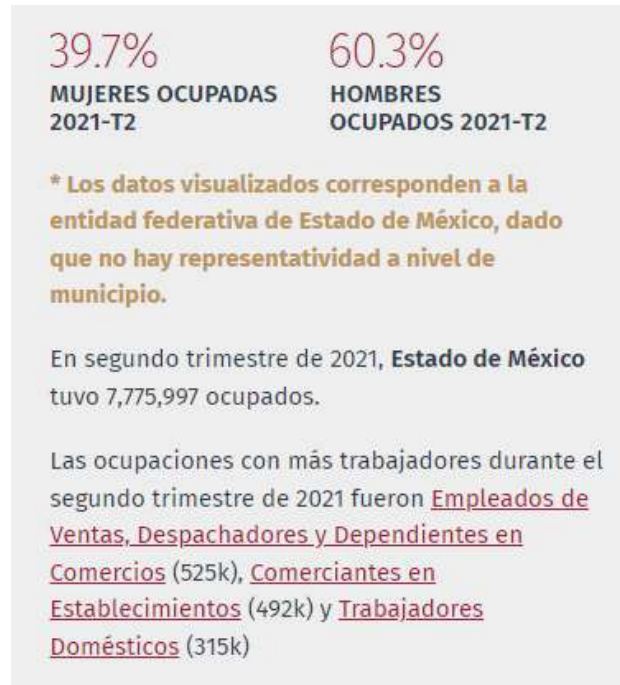 39.7% 60.3%
MUJERES OCUPADAS HOMBRES
2021-T2 OCUPADOS 2021-T2
* Los datos visualizados corresponden a la
entidad federativa de Estado de México, dado
que no hay representatividad a nivel de
municipio.
En segundo trimestre de 2021, Estado de México
tuvo 7,775,997 ocupados.
Las ocupaciones con más trabajadores durante el
segundo trimestre de 2021 fueron Empleados de
Ventas, Despachadores y Dependientes en
Comercios (525k), Comerciantes en
Establecimientos (492k) y Trabajadores
Domésticos (315k)